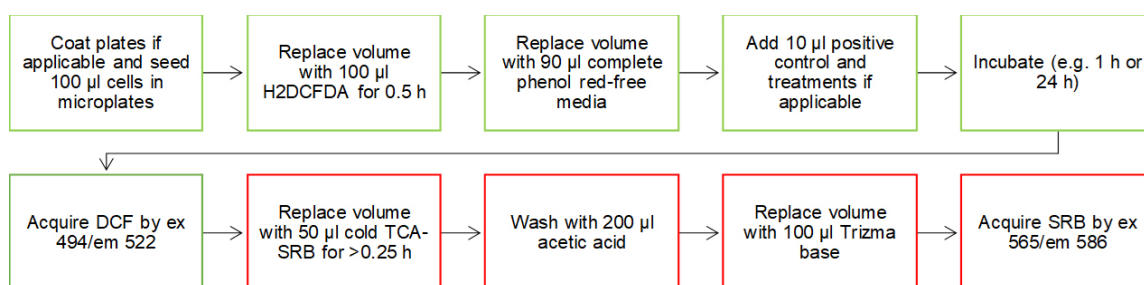 Coat plates if
applicable and seed
100 µl cells in
microplates
Replace volume
with 100 µl
H2DCFDA for 0.5 h
Replace volume
with 90 µl complete
phenol red-free
media
Add 10 µl positive
control and
treatments if
applicable
Incubate (e.g. 1 h or
24 h)
Acquire DCF by ex
494/em 522
Replace volume
with 50 µl cold TCA-
SRB for >0.25 h
Wash with 200 µl
acetic acid
Replace volume
with 100 µl Trizma
base
Acquire SRB by ex
565/em 586